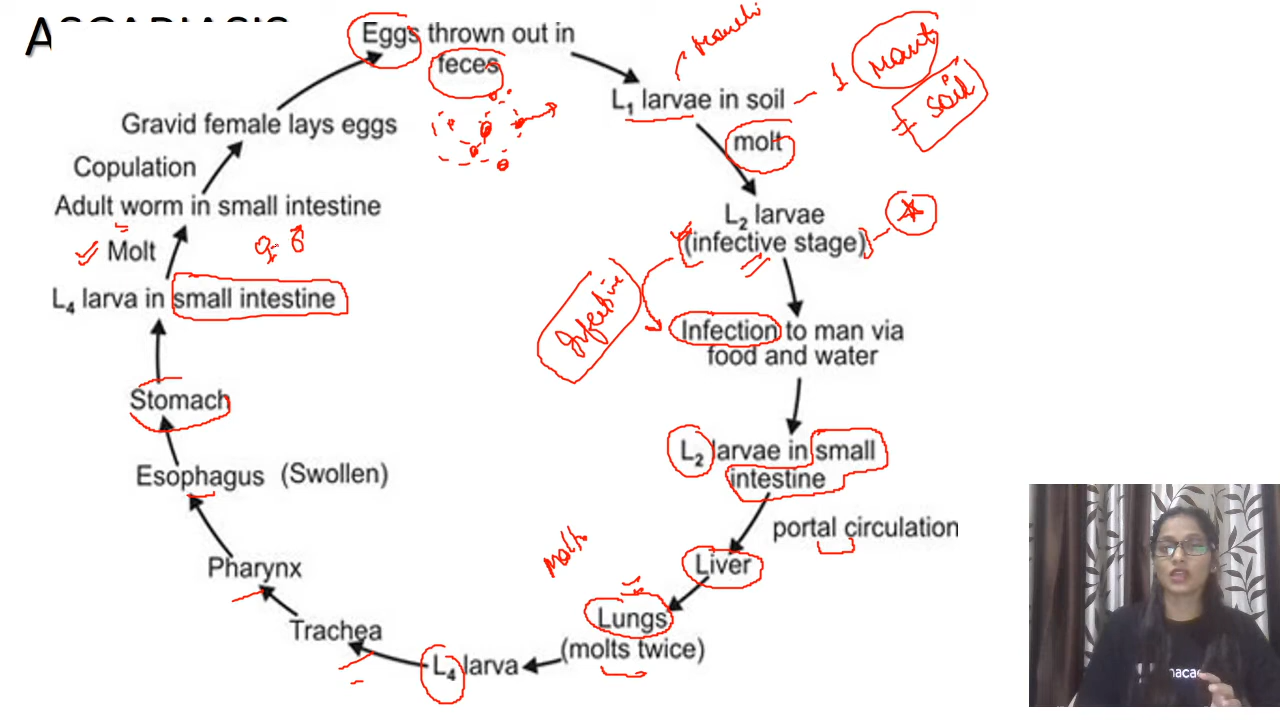 ASCARIASIS
Eggs thrown out in
feces
L1 larvae in soil
1
soil
molt
L2 larvae
(infective stage)
Infective
Infection to man via
food and water
L2 larvae in small
intestine
portal circulation
Liver
Molt
Lungs
(molts twice)
L4 larva
Trachea
Pharynx
Esophagus (Swollen)
Stomach
L4 larva in small intestine
Molt
♀ ♂
Adult worm in small intestine
Copulation
Gravid female lays eggs